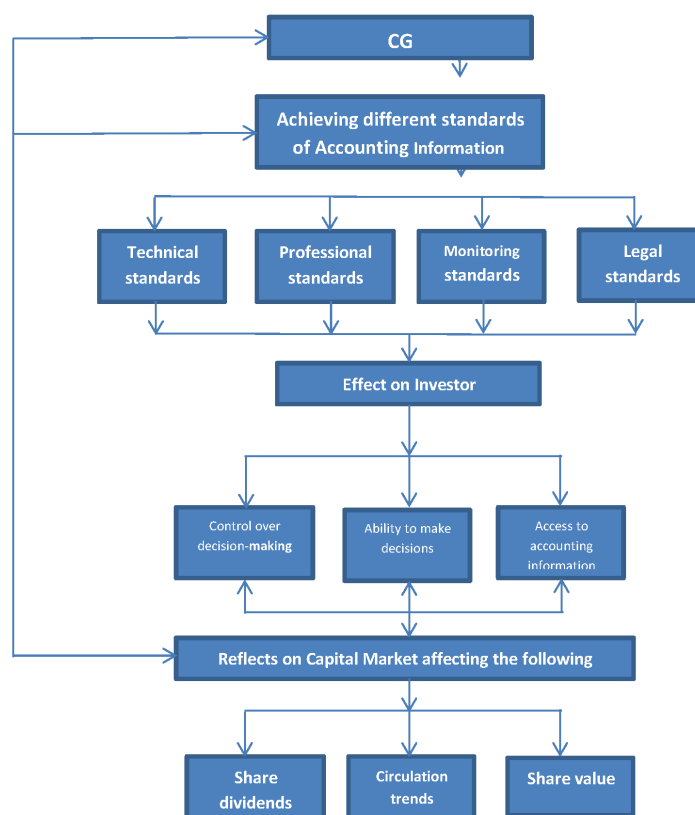 CG
Achieving different standards
of Accounting Information
Technical
standards
Professional
standards
Monitoring
standards
Legal
standards
Effect on Investor
Control over
decision-making
Ability to make
decisions
Access to
accounting
information
Reflects on Capital Market affecting the following
Share
dividends
Circulation
trends
Share value